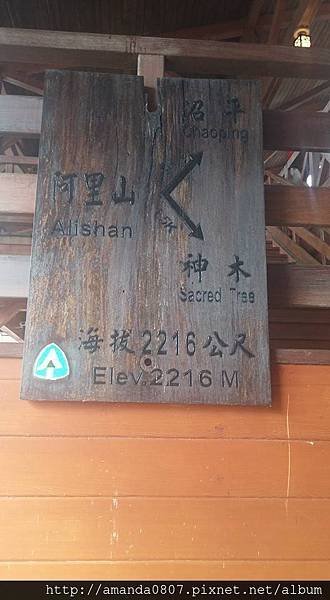 沼平
Chaoping
阿里山
Alishan
神木
Sacred Tree
海拔2216公尺
Elev.2216 M
http://amanda0807.pixnet.net/album